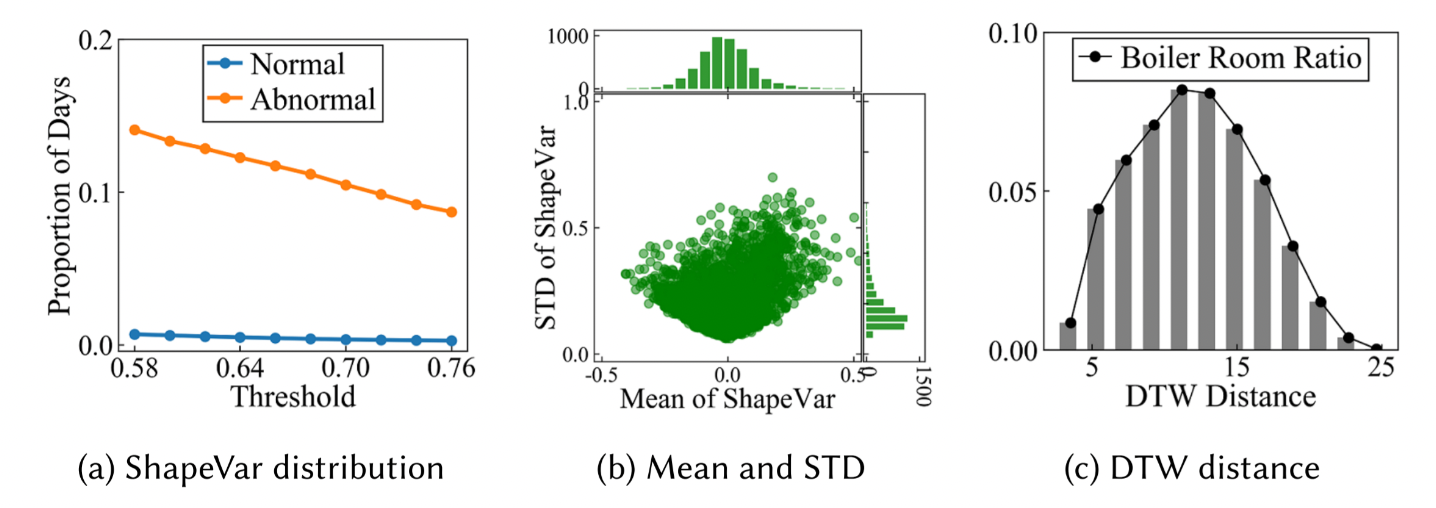 0.2
0.1
0.0
Proportion of Days
Normal
Abnormal
0.58 0.64 0.70 0.76
Threshold
(a) ShapeVar distribution
1000
0
1.0
0.5
0.0
STD of ShapeVar
-0.5 0.0 0.5
0 1500
Mean of ShapeVar
(b) Mean and STD
0.10
0.05
0.00
Boiler Room Ratio
5 15 25
DTW Distance
(c) DTW distance